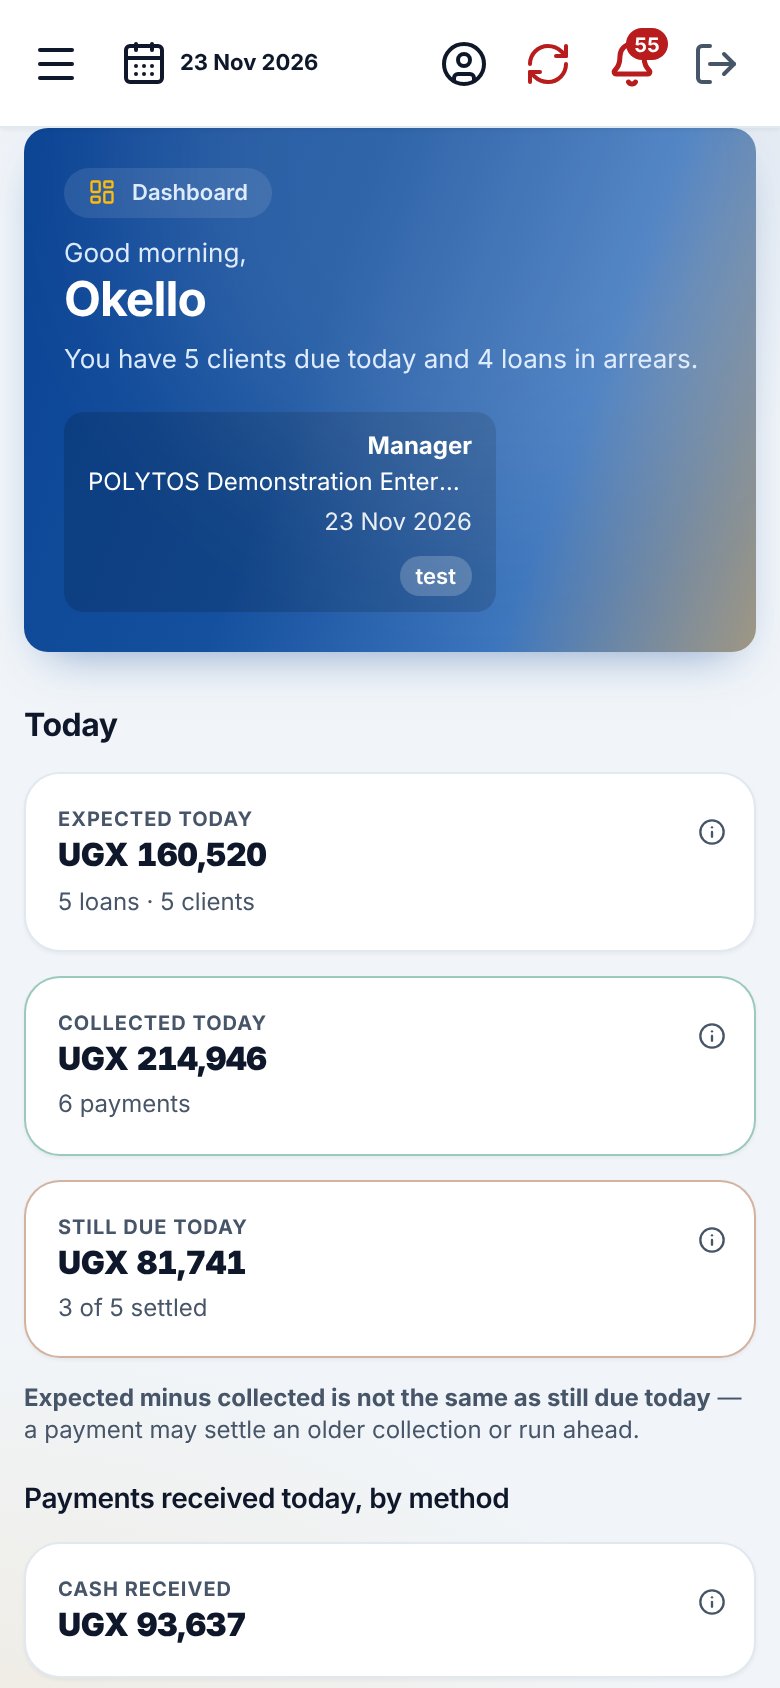 23 Nov 2026
55
Dashboard
Good morning,
Okello
You have 5 clients due today and 4 loans in arrears.
Manager
POLYTOS Demonstration Enter...
23 Nov 2026
test
Today
EXPECTED TODAY
UGX 160,520
5 loans · 5 clients
COLLECTED TODAY
UGX 214,946
6 payments
STILL DUE TODAY
UGX 81,741
3 of 5 settled
Expected minus collected is not the same as still due today —
a payment may settle an older collection or run ahead.
Payments received today, by method
CASH RECEIVED
UGX 93,637